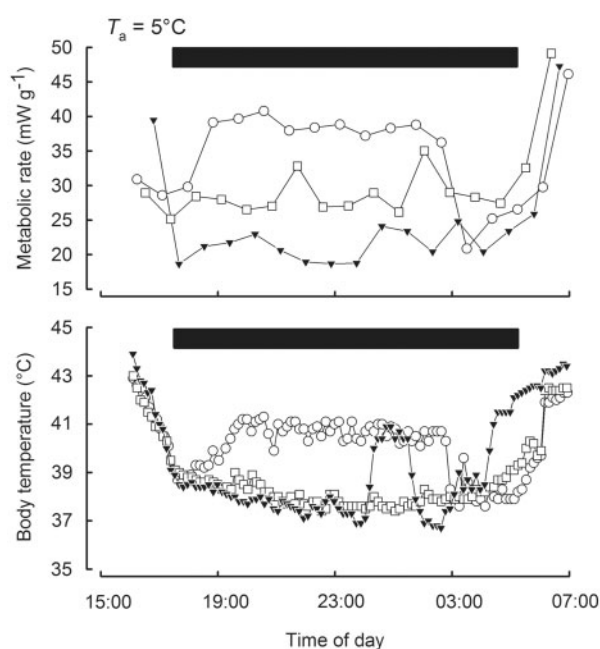 Ta = 5°C
Metabolic rate (mW g-1)
50
45
40
35
30
25
20
15
Body temperature (°C)
45
43
41
39
37
35
15:00 19:00 23:00 03:00 07:00
Time of day